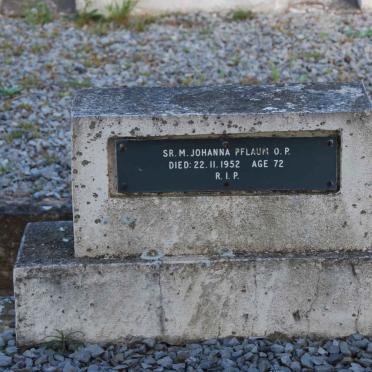 SR. M. JOHANNA PFLAUM O.P.
DIED: 22.11.1952 AGE 72
R.I.P.